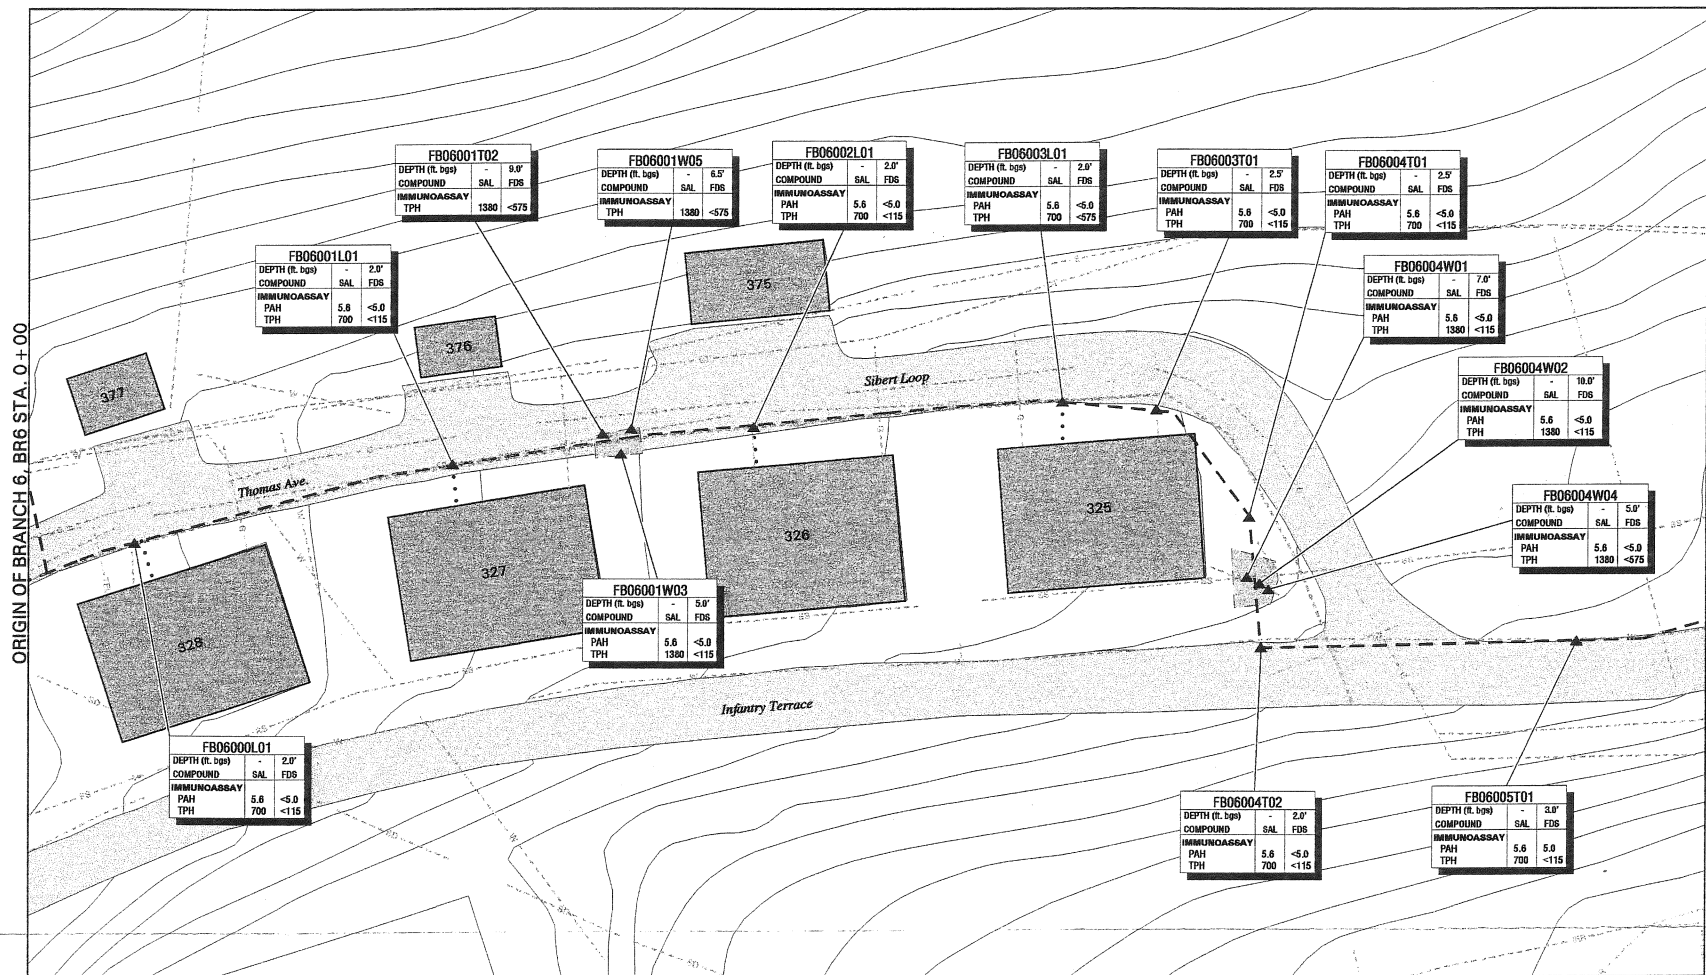 ORIGIN OF BRANCH 6, BR6 STA. 0+00
FB06001T02
DEPTH (ft. bgs) - 9.0'
COMPOUND SAL FDS
IMMUNOASSAY
TPH 1380 <575
FB06001W05
DEPTH (ft. bgs) - 6.5'
COMPOUND SAL FDS
IMMUNOASSAY
TPH 1380 <575
FB06002L01
DEPTH (ft. bgs) - 2.0'
COMPOUND SAL FDS
IMMUNOASSAY
PAH 5.6 <5.0
TPH 700 <115
FB06003L01
DEPTH (ft. bgs) - 2.0'
COMPOUND SAL FDS
IMMUNOASSAY
PAH 5.6 <5.0
TPH 700 <575
FB06003T01
DEPTH (ft. bgs) - 2.5'
COMPOUND SAL FDS
IMMUNOASSAY
PAH 5.6 <5.0
TPH 700 <115
FB06004T01
DEPTH (ft. bgs) - 2.5'
COMPOUND SAL FDS
IMMUNOASSAY
PAH 5.6 <5.0
TPH 700 <115
FB06001L01
DEPTH (ft. bgs) - 2.0'
COMPOUND SAL FDS
IMMUNOASSAY
PAH 5.6 <5.0
TPH 700 <115
FB06004W01
DEPTH (ft. bgs) - 7.0'
COMPOUND SAL FDS
IMMUNOASSAY
PAH 5.6 <5.0
TPH 1380 <115
375
376
377
Sibert Loop
FB06004W02
DEPTH (ft. bgs) - 10.0'
COMPOUND SAL FDS
IMMUNOASSAY
PAH 5.6 <5.0
TPH 1380 <115
Thomas Ave.
FB06004W04
DEPTH (ft. bgs) - 5.0'
COMPOUND SAL FDS
IMMUNOASSAY
PAH 5.6 <5.0
TPH 1380 <575
325
326
327
328
FB06001W03
DEPTH (ft. bgs) - 5.0'
COMPOUND SAL FDS
IMMUNOASSAY
PAH 5.6 <5.0
TPH 1380 <115
Infantry Terrace
FB06000L01
DEPTH (ft. bgs) - 2.0'
COMPOUND SAL FDS
IMMUNOASSAY
PAH 5.6 <5.0
TPH 700 <115
FB06004T02
DEPTH (ft. bgs) - 2.0'
COMPOUND SAL FDS
IMMUNOASSAY
PAH 5.6 <5.0
TPH 700 <115
FB06005T01
DEPTH (ft. bgs) - 3.0'
COMPOUND SAL FDS
IMMUNOASSAY
PAH 5.6 5.0
TPH 700 <115